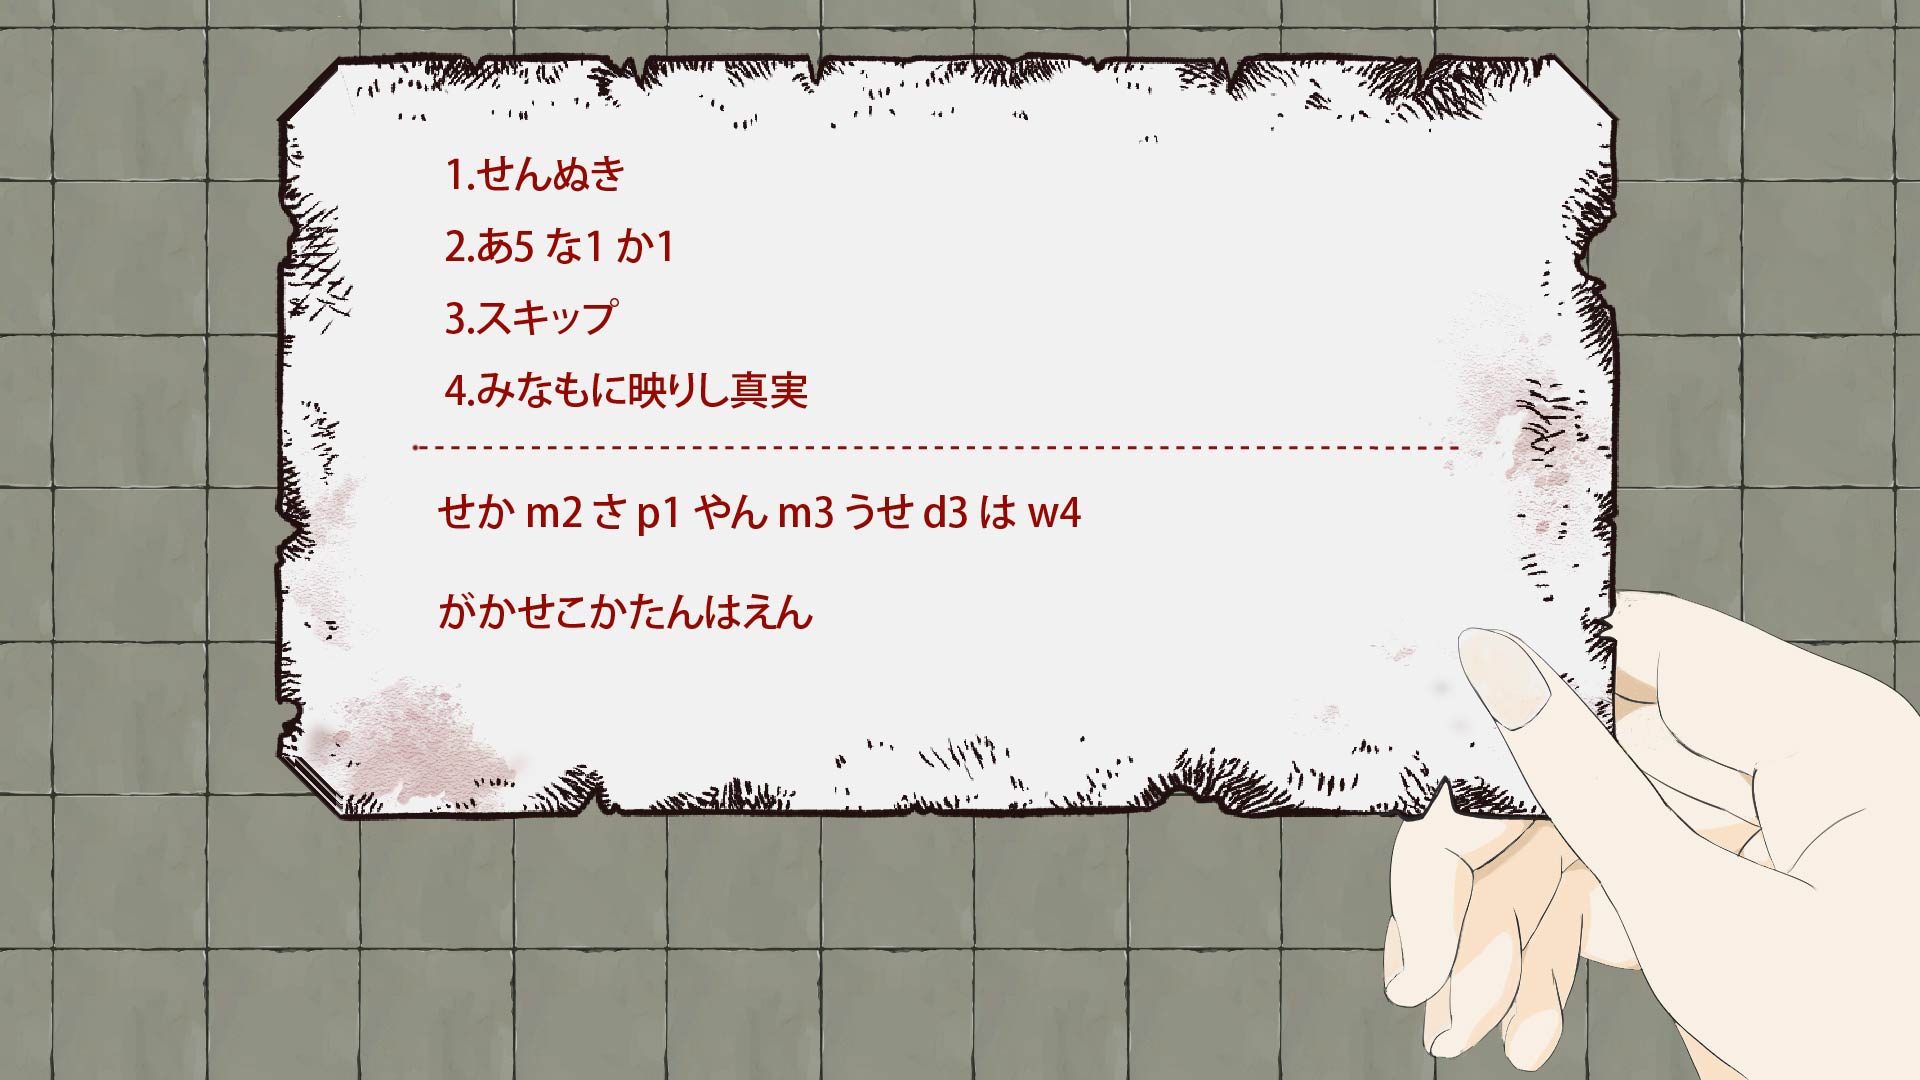 1.せんぬき
2.あ5 な1 か1
3.スキップ
4.みなもに映りし真実
せか m2 さ p1 やん m3 うせ d3 は w4
がかせこかたんはえん